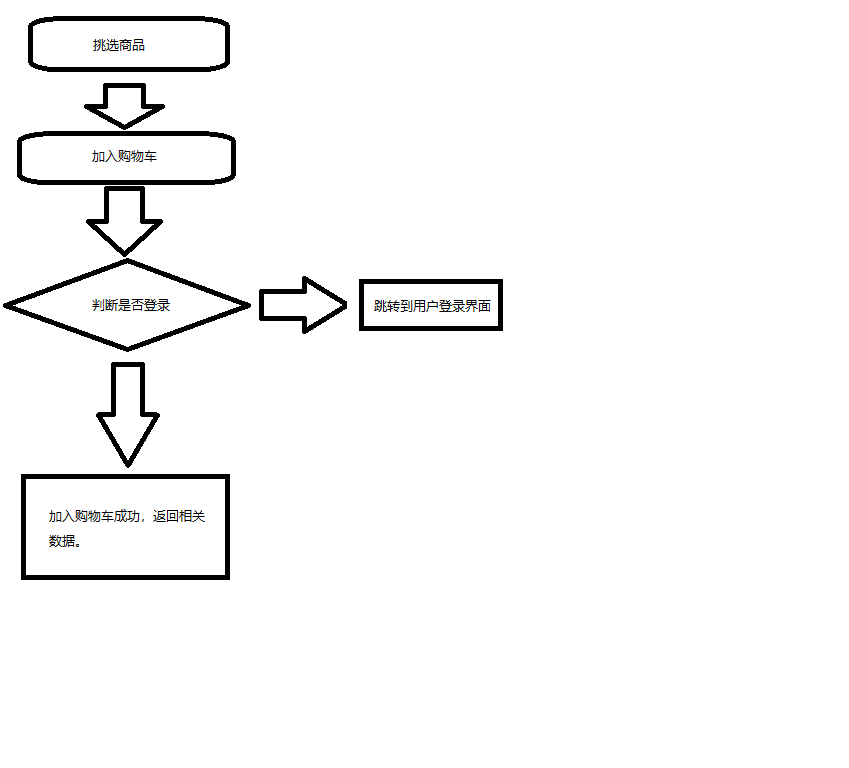 挑选商品
加入购物车
判断是否登录
跳转到用户登录界面
加入购物车成功，返回相关
数据。